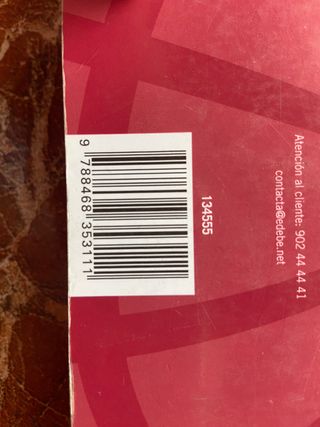 Atención al cliente: 902 44 44 41
contacta@edebe.net
134555
9 788468 353111